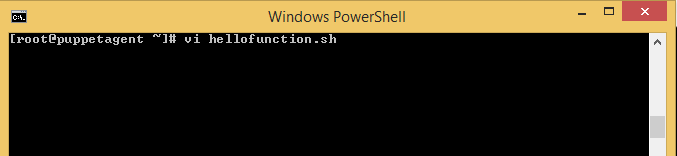 Windows PowerShell
[root@puppetagent ~]# vi hellofunction.sh